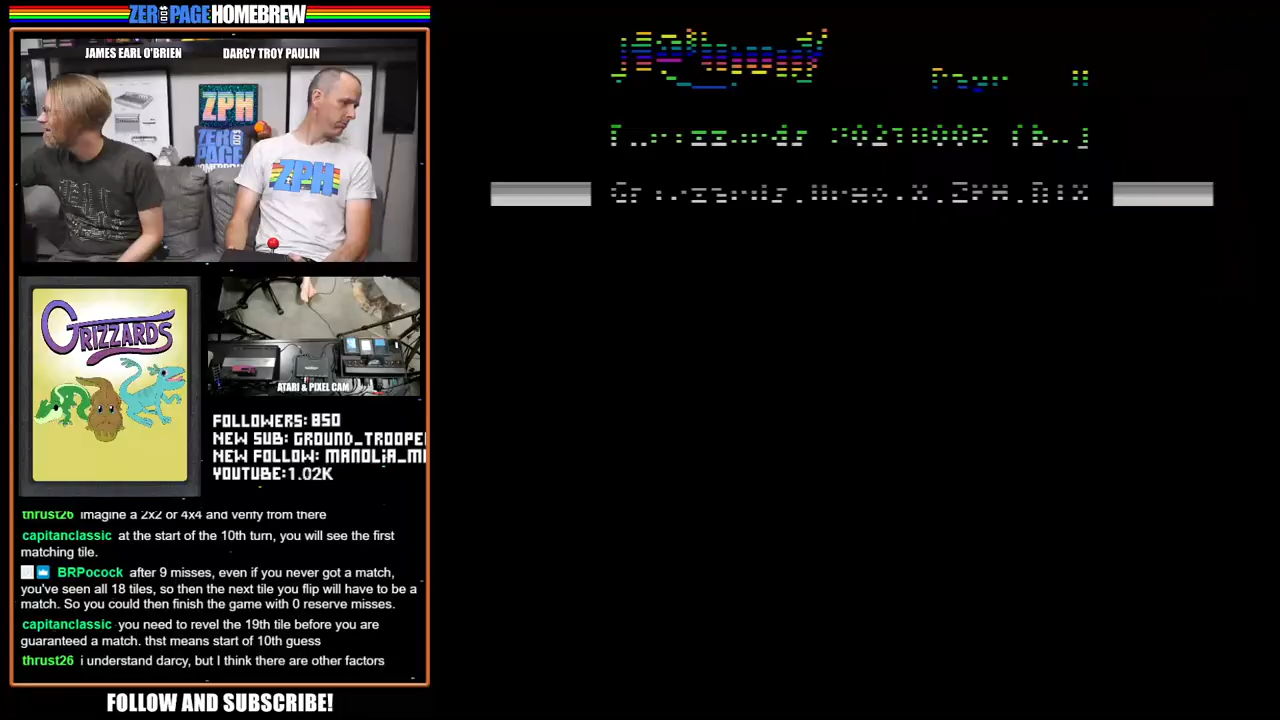 ZEROPAGE HOMEBREW
JAMES EARL O'BRIEN
DARCY TROY PAULIN
ZPH
ZERO
PAGE
HOMEBREW
ZPH
GRIZZARDS
ATARI & PIXEL CAM
FOLLOWERS: 850
NEW SUB: GROUND_TROOPE
NEW FOLLOW: MANOLIA_M
YOUTUBE: 1.02K
thrust26 imagine a 2x2 or 4x4 and verify from there
capitanclassic at the start of the 10th turn, you will see the first
matching tile.
BRPocock after 9 misses, even if you never got a match,
you've seen all 18 tiles, so then the next tile you flip will have to be a
match. So you could then finish the game with 0 reserve misses.
capitanclassic you need to revel the 19th tile before you are
guaranteed a match. thst means start of 10th guess
thrust26 i understand darcy, but I think there are other factors
FOLLOW AND SUBSCRIBE!